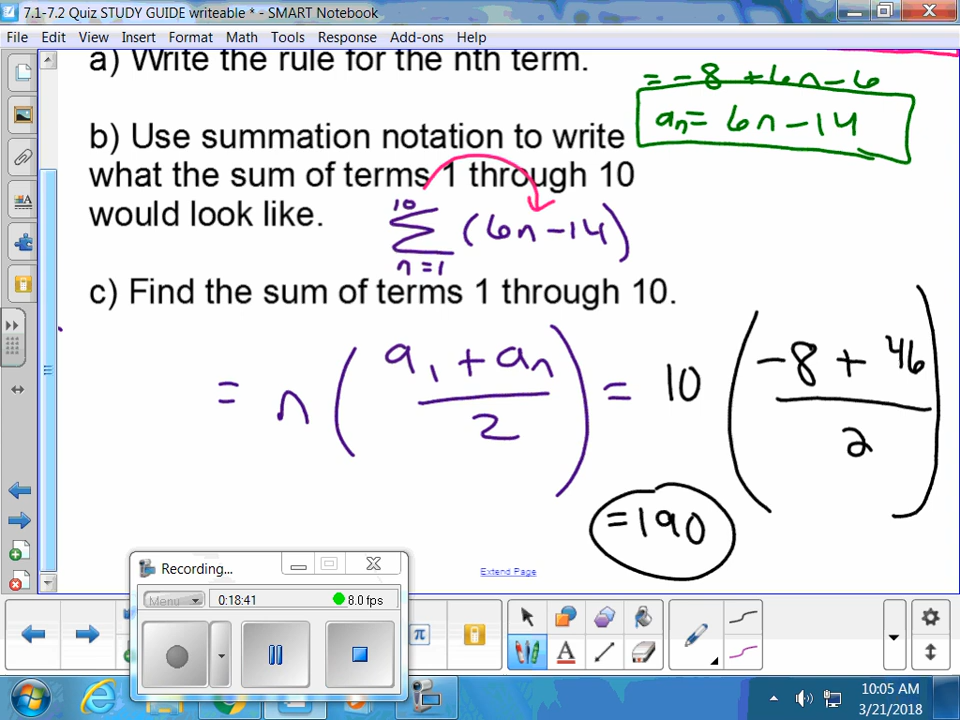 7.1-7.2 Quiz STUDY GUIDE writeable * - SMART Notebook
File Edit View Insert Format Math Tools Response Add-ons Help
a) Write the rule for the nth term.
= -8 + 6n - 6
aₙ = 6n - 14
b) Use summation notation to write
what the sum of terms 1 through 10
would look like.
10
∑ (6n - 14)
n = 1
c) Find the sum of terms 1 through 10.
= n ( (a₁ + aₙ) / 2 ) = 10 ( (-8 + 46) / 2 )
= 190
Extend Page
Recording...
Menu 0:18:41 8.0 fps
π
A
10:05 AM
3/21/2018